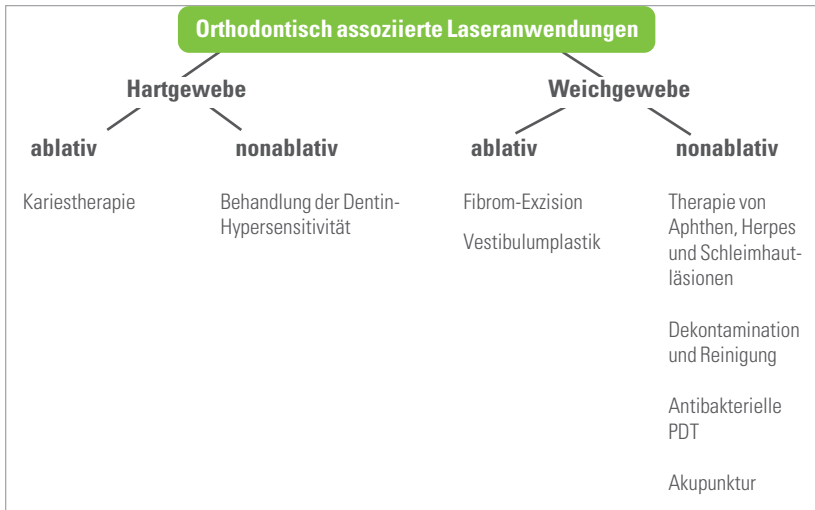 Orthodontisch assoziierte Laseranwendungen
Hartgewebe
Weichgewebe
ablativ
nonablativ
ablativ
nonablativ
Kariestherapie
Behandlung der Dentin-
Hypersensitivität
Fibrom-Exzision
Vestibulumplastik
Therapie von
Aphthen, Herpes
und Schleimhaut-
läsionen
Dekontamination
und Reinigung
Antibakterielle
PDT
Akupunktur